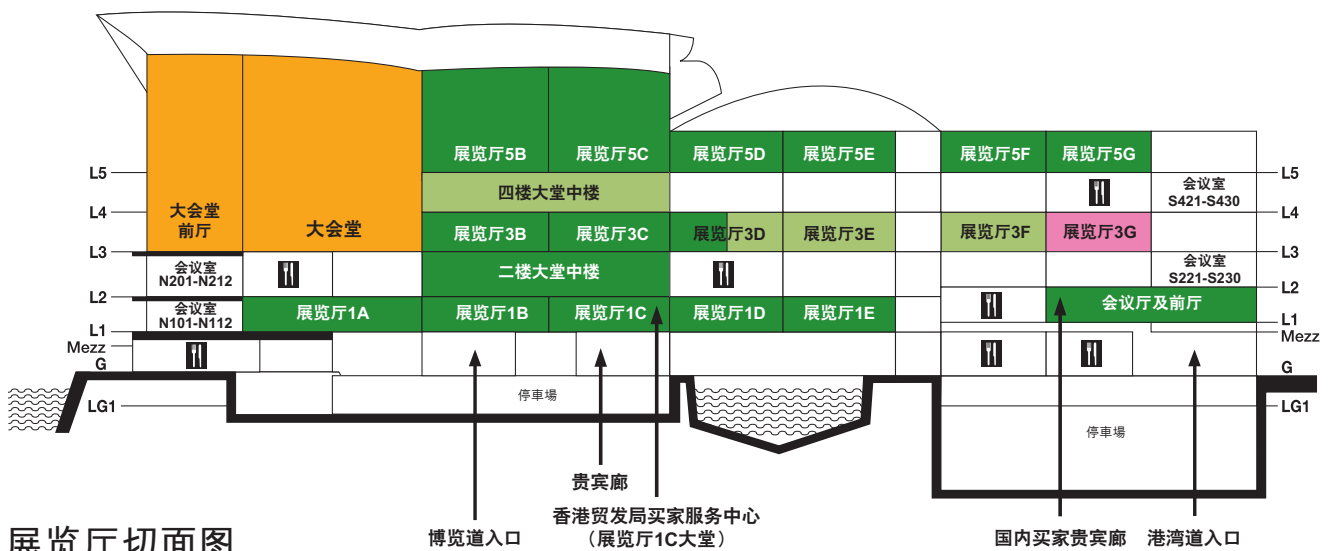 展览厅5B
展览厅5C
展览厅5D
展览厅5E
展览厅5F
展览厅5G
L5
L5
四楼大堂中楼
会议室
S421-S430
L4
L4
大会堂
前厅
大会堂
展览厅3B
展览厅3C
展览厅3D
展览厅3E
展览厅3F
展览厅3G
L3
L3
会议室
N201-N212
二楼大堂中楼
会议室
S221-S230
L2
L2
会议室
N101-N112
展览厅1A
展览厅1B
展览厅1C
展览厅1D
展览厅1E
会议厅及前厅
L1
L1
Mezz
Mezz
G
G
停車場
LG1
LG1
停車場
贵宾廊
博览道入口
香港贸发局买家服务中心
（展览厅1C大堂）
国内买家贵宾廊
港湾道入口
展览厅切面图